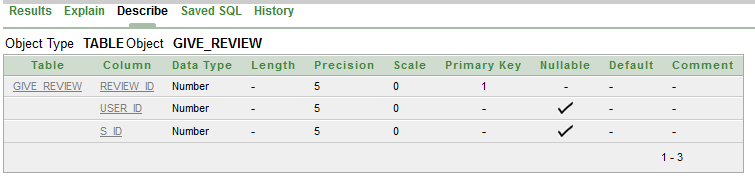 Results Explain Describe Saved SQL History
Object Type TABLE Object GIVE_REVIEW
Table Column Data Type Length Precision Scale Primary Key Nullable Default Comment
GIVE_REVIEW REVIEW_ID Number - 5 0 1 - - -
USER_ID Number - 5 0 - ✓ - -
S_ID Number - 5 0 - ✓ - -
1 - 3